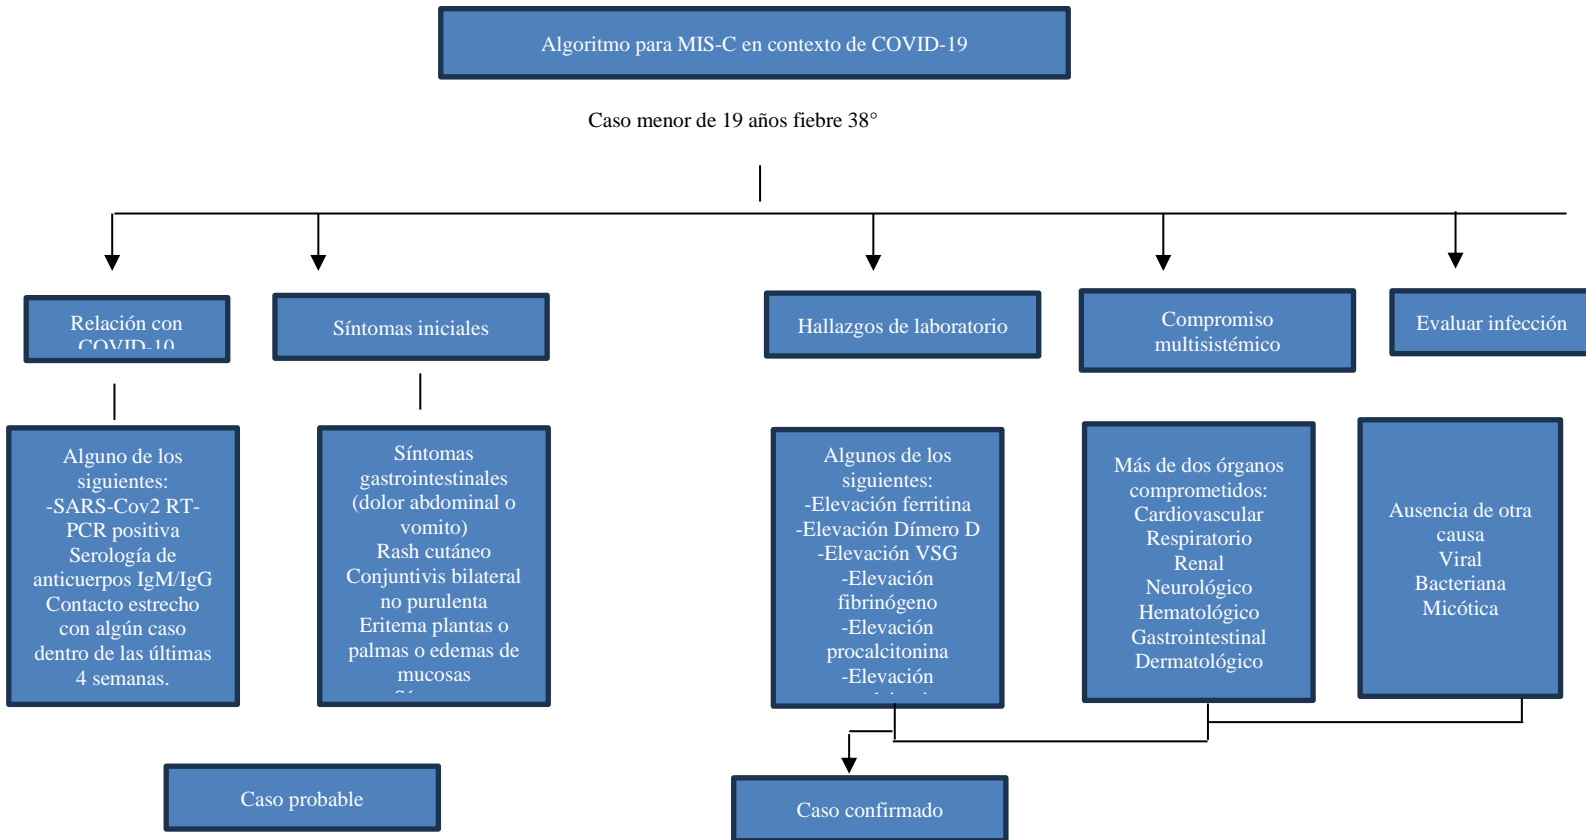 Algoritmo para MIS-C en contexto de COVID-19
Caso menor de 19 años fiebre 38°
Relación con
COVID-19
Síntomas iniciales
Hallazgos de laboratorio
Compromiso
multisistémico
Evaluar infección
Alguno de los
siguientes:
-SARS-Cov2 RT-
PCR positiva
Serología de
anticuerpos IgM/IgG
Contacto estrecho
con algún caso
dentro de las últimas
4 semanas.
Síntomas
gastrointestinales
(dolor abdominal o
vomito)
Rash cutáneo
Conjuntivis bilateral
no purulenta
Eritema plantas o
palmas o edemas de
mucosas
Algunos de los
siguientes:
-Elevación ferritina
-Elevación Dímero D
-Elevación VSG
-Elevación
fibrinógeno
-Elevación
procalcitonina
-Elevación
Más de dos órganos
comprometidos:
Cardiovascular
Respiratorio
Renal
Neurológico
Hematológico
Gastrointestinal
Dermatológico
Ausencia de otra
causa
Viral
Bacteriana
Micótica
Caso probable
Caso confirmado